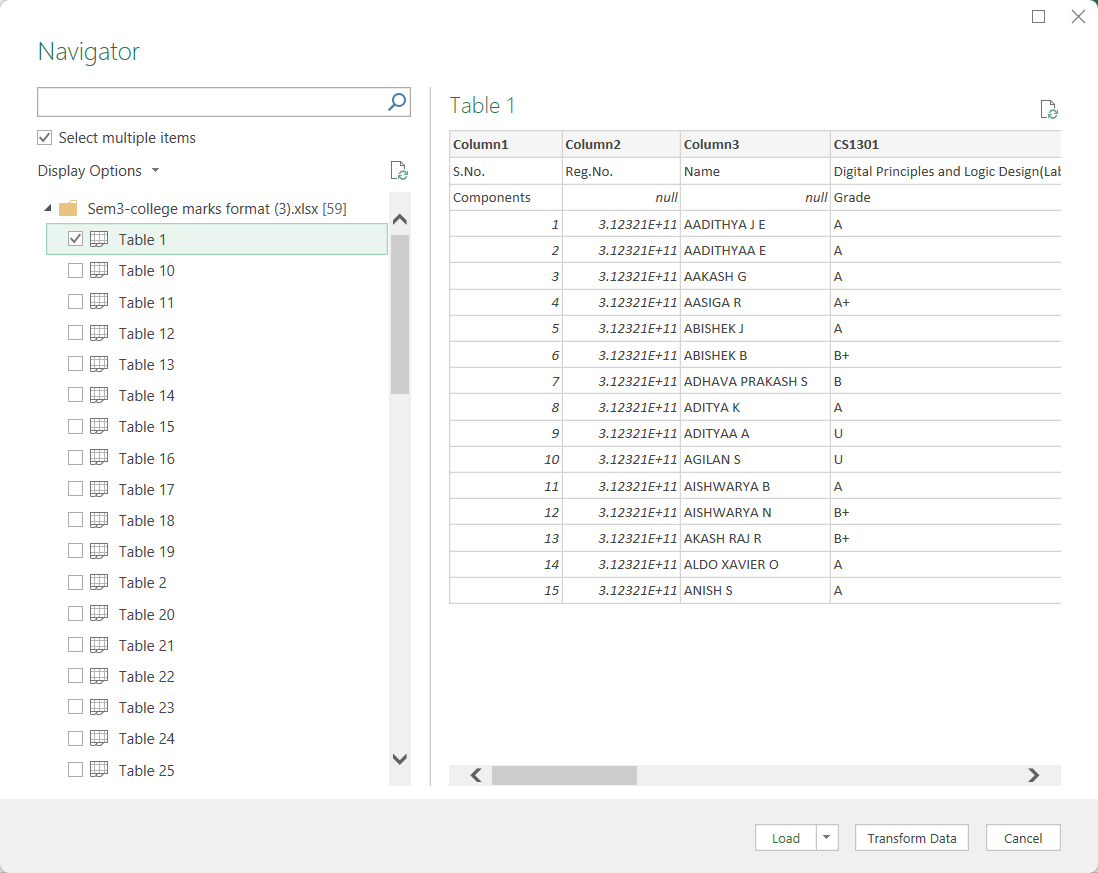 Navigator
Select multiple items
Display Options
Sem3-college marks format (3).xlsx [59]
Table 1
Table 10
Table 11
Table 12
Table 13
Table 14
Table 15
Table 16
Table 17
Table 18
Table 19
Table 2
Table 20
Table 21
Table 22
Table 23
Table 24
Table 25
Table 1
Column1 Column2 Column3 CS1301
S.No. Reg.No. Name Digital Principles and Logic Design(Lab
Components null null Grade
1 3.12321E+11 AADITHYA J E A
2 3.12321E+11 AADITHYAA E A
3 3.12321E+11 AAKASH G A
4 3.12321E+11 AASIGA R A+
5 3.12321E+11 ABISHEK J A
6 3.12321E+11 ABISHEK B B+
7 3.12321E+11 ADHAVA PRAKASH S B
8 3.12321E+11 ADITYA K A
9 3.12321E+11 ADITYAA A U
10 3.12321E+11 AGILAN S U
11 3.12321E+11 AISHWARYA B A
12 3.12321E+11 AISHWARYA N B+
13 3.12321E+11 AKASH RAJ R B+
14 3.12321E+11 ALDO XAVIER O A
15 3.12321E+11 ANISH S A
Load Transform Data Cancel